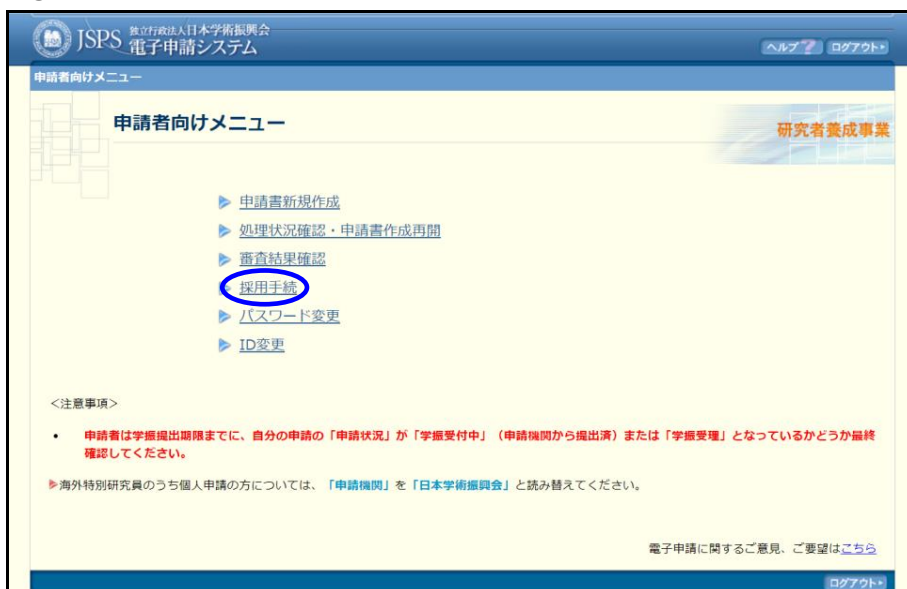 JSPS 独立行政法人日本学術振興会
電子申請システム
ヘルプ ? ログアウト
申請者向けメニュー
申請者向けメニュー
研究者養成事業
申請書新規作成
処理状況確認・申請書作成再開
審査結果確認
採用手続
パスワード変更
ID変更
<注意事項>
• 申請者は学振提出期限までに、自分の申請の「申請状況」が「学振受付中」（申請機関から提出済）または「学振受理」となっているかどうか最終
確認してください。
海外特別研究員のうち個人申請の方については、「申請機関」を「日本学術振興会」と読み替えてください。
電子申請に関するご意見、ご要望はこちら
ログアウト